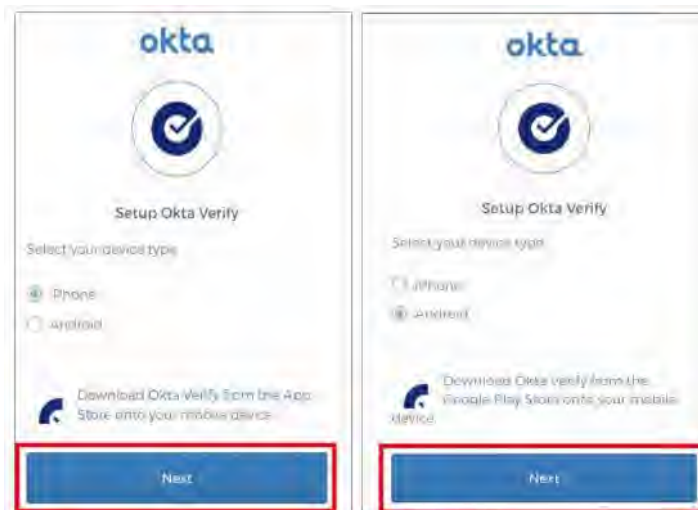 okta
Setup Okta Verify
Select your device type
iPhone
Android
Download Okta Verify from the App
Store onto your mobile device
Next
okta
Setup Okta Verify
Select your device type
iPhone
Android
Download Okta Verify from the
Google Play Store onto your mobile
device
Next